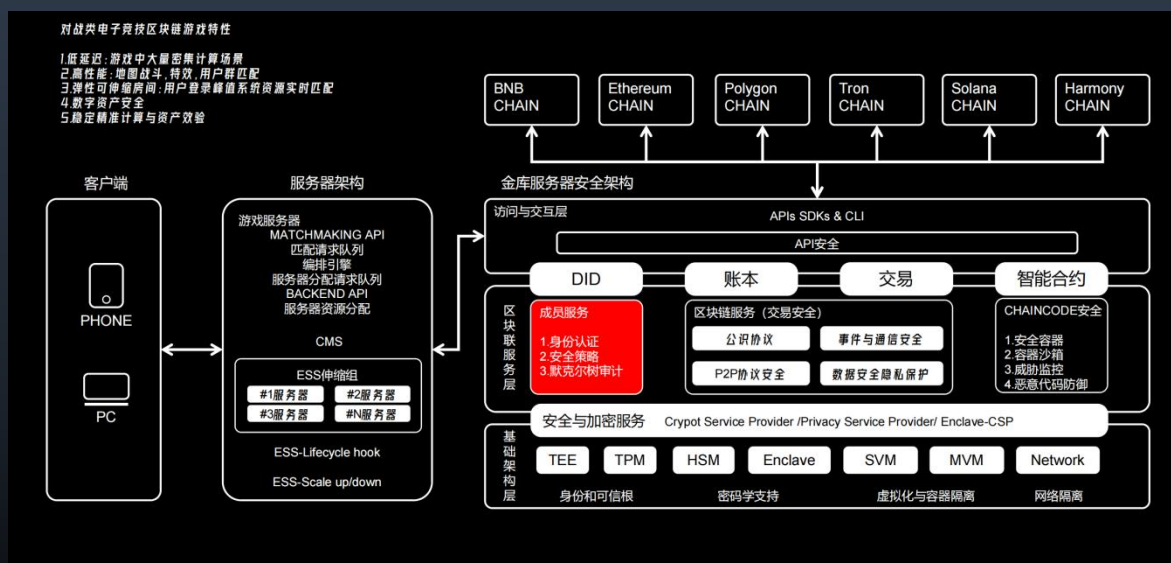 对战类电子竞技区块链游戏特性
1.低延迟:游戏中大量密集计算场景
2.高性能:地图战斗,特效,用户群匹配
3.弹性可伸缩房间:用户登录峰值系统资源实时匹配
4.数字资产安全
5.稳定精准计算与资产效验
BNB CHAIN
Ethereum CHAIN
Polygon CHAIN
Tron CHAIN
Solana CHAIN
Harmony CHAIN
客户端
PHONE
PC
服务器架构
游戏服务器
MATCHMAKING API
匹配请求队列
编排引擎
服务器分配请求队列
BACKEND API
服务器资源分配
CMS
ESS伸缩组
#1服务器
#2服务器
#3服务器
#N服务器
ESS-Lifecycle hook
ESS-Scale up/down
金库服务器安全架构
访问与交互层
APIs SDKs & CLI
API安全
DID
账本
交易
智能合约
区块联服务层
成员服务
1.身份认证
2.安全策略
3.默克尔树审计
区块链服务（交易安全）
公识协议
事件与通信安全
P2P协议安全
数据安全隐私保护
CHAINCODE安全
1.安全容器
2.容器沙箱
3.威胁监控
4.恶意代码防御
安全与加密服务
Crypot Service Provider /Privacy Service Provider/ Enclave-CSP
基础架构层
TEE
TPM
HSM
Enclave
SVM
MVM
Network
身份和可信根
密码学支持
虚拟化与容器隔离
网络隔离